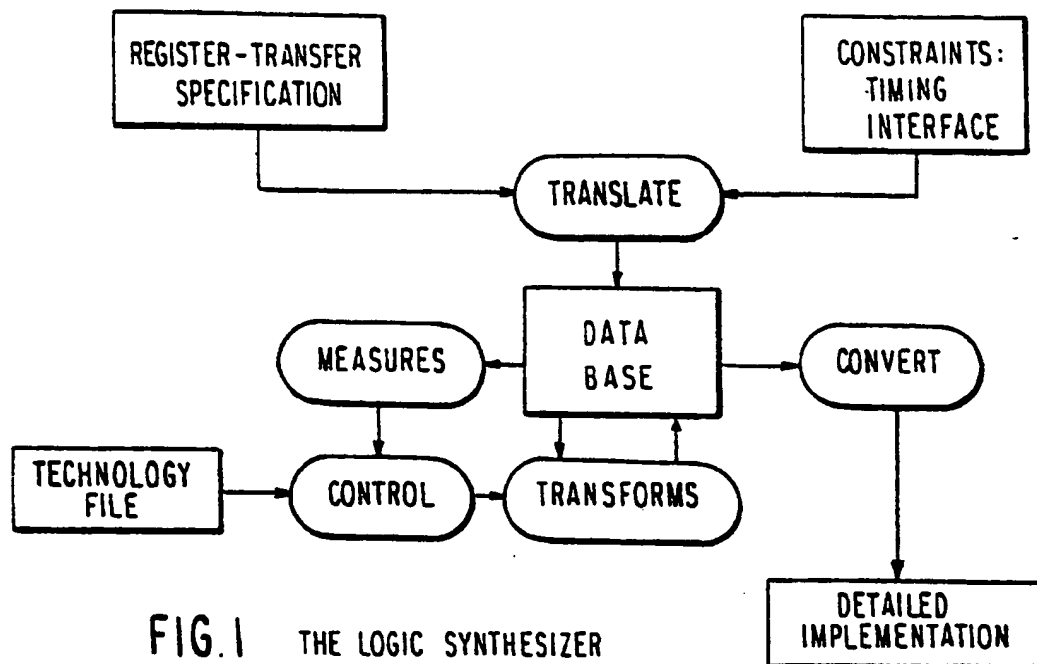 REGISTER-TRANSFER
SPECIFICATION
CONSTRAINTS:
TIMING
INTERFACE
TRANSLATE
DATA
BASE
MEASURES
CONVERT
TECHNOLOGY
FILE
CONTROL
TRANSFORMS
DETAILED
IMPLEMENTATION
FIG.1 THE LOGIC SYNTHESIZER